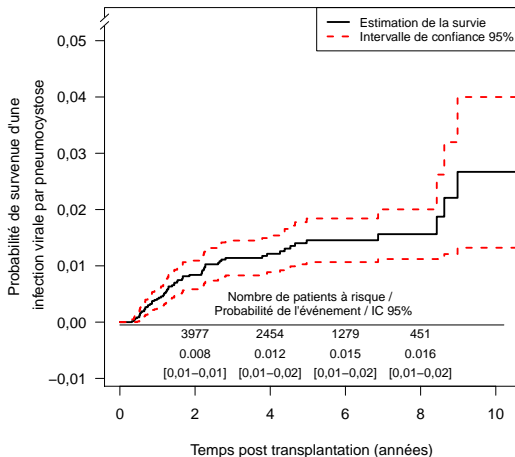 Estimation de la survie
Intervalle de confiance 95%
Probabilité de survenue d'une
infection virale par pneumocystose
0,05
0,04
0,03
0,02
0,01
0,00
−0,01
Nombre de patients à risque /
Probabilité de l'événement / IC 95%
3977 2454 1279 451
0.008 0.012 0.015 0.016
[0,01−0,01] [0,01−0,02] [0,01−0,02] [0,01−0,02]
0 2 4 6 8 10
Temps post transplantation (années)